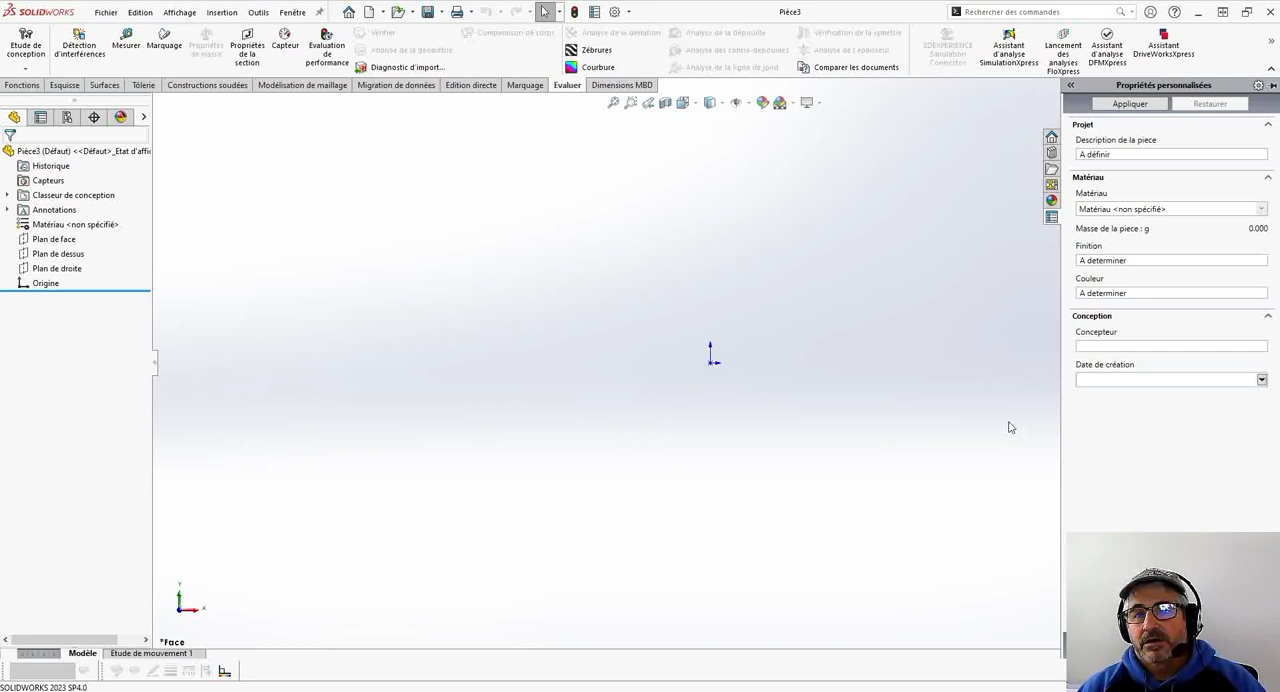 SOLIDWORKS
Fichier
Edition
Affichage
Insertion
Outils
Fenêtre
Pièce3
Rechercher des commandes
Etude de conception
Détection d'interférences
Mesurer
Marquage
Propriétés de masse
Propriétés de la section
Capteur
Evaluation de performance
Vérifier
Analyse de la géométrie
Diagnostic d'import...
Comparaison de corps
Analyse de la déviation
Zébrures
Courbure
Analyse de la dépouille
Analyse des contre-dépouilles
Analyse de la ligne de joint
Vérification de la symétrie
Analyse de l'épaisseur
Comparer les documents
3DEXPERIENCE Simulation Connector
Assistant d'analyse SimulationXpress
Lancement des analyses FloXpress
Assistant d'analyse DFMXpress
Assistant DriveWorksXpress
Fonctions
Esquisse
Surfaces
Tôlerie
Constructions soudées
Modélisation de maillage
Migration de données
Edition directe
Marquage
Evaluer
Dimensions MBD
Propriétés personnalisées
Appliquer
Restaurer
Projet
Description de la piece
A définir
Matériau
Matériau
Matériau <non spécifié>
Masse de la piece : g
0.000
Finition
A determiner
Couleur
A determiner
Conception
Concepteur
Date de création
Pièce3 (Défaut) <<Défaut>_Etat d'affi
Historique
Capteurs
Classeur de conception
Annotations
Matériau <non spécifié>
Plan de face
Plan de dessus
Plan de droite
Origine
Y
X
*Face
Modèle
Etude de mouvement 1
SOLIDWORKS 2023 SP4.0